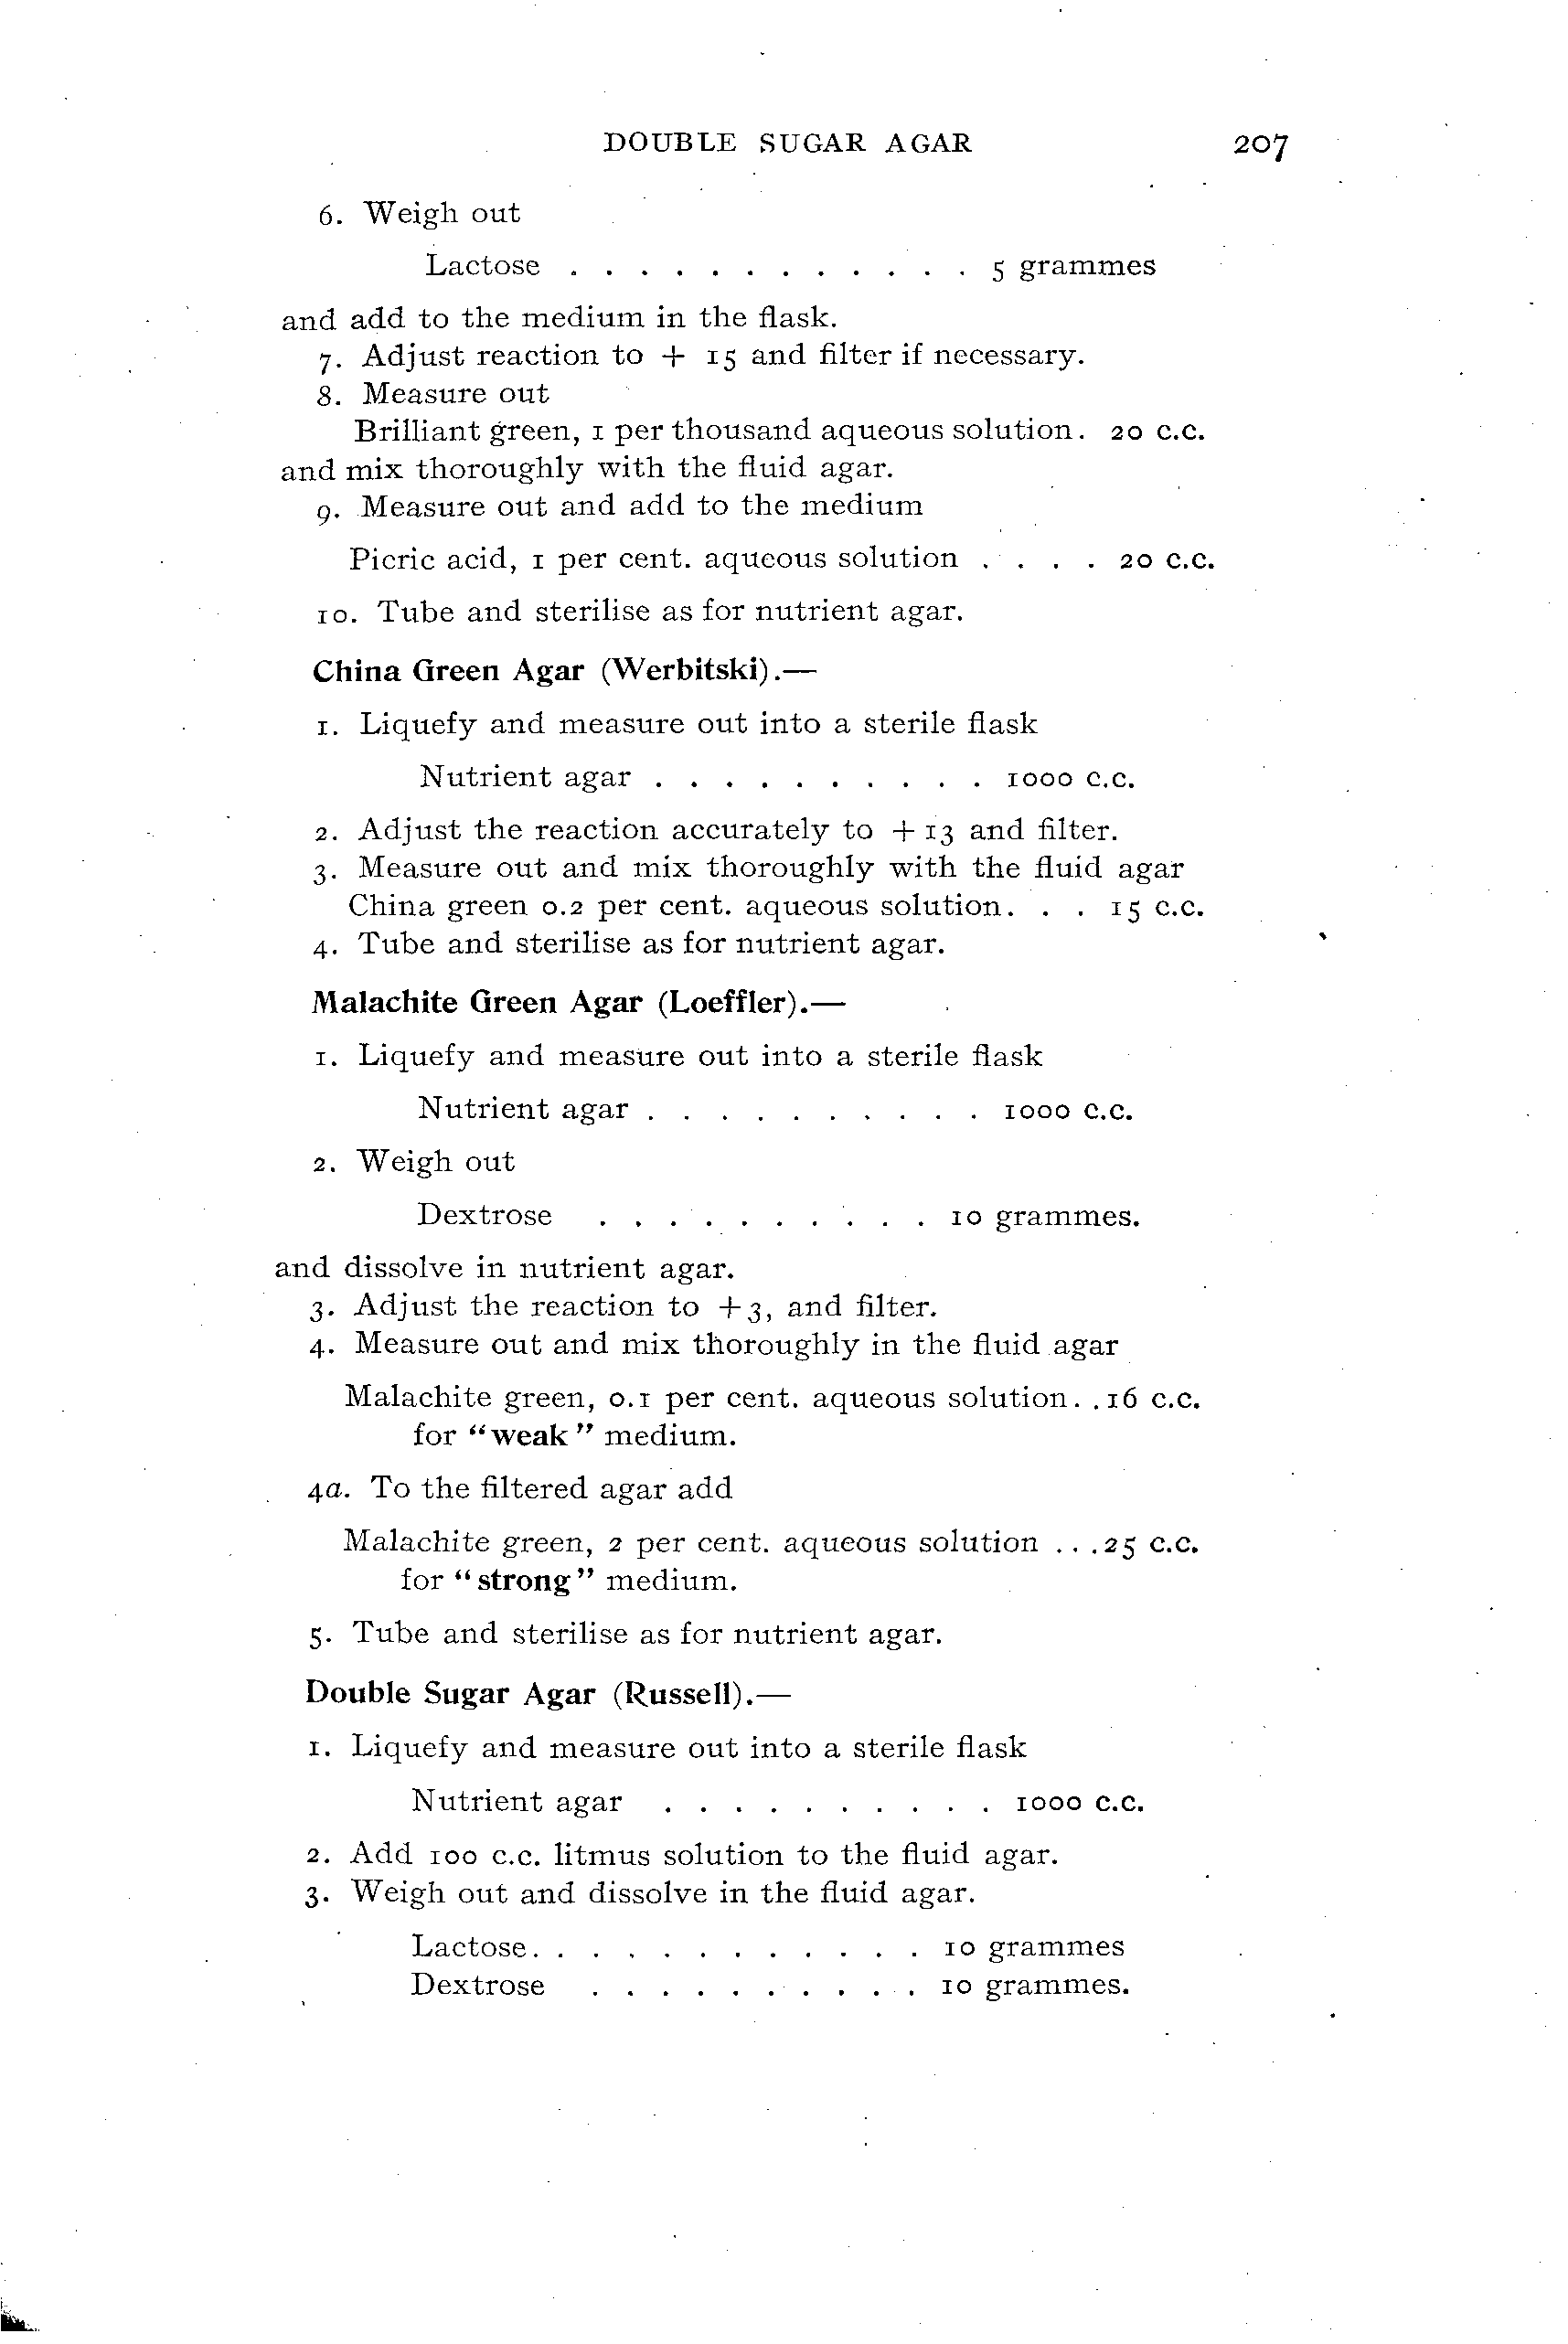 DOUBLE SUGAR AGAR 207
6. Weigh out
Lactose . . . . . . . . . . . . 5 grammes
and add to the medium in the flask.
7. Adjust reaction to + 15 and filter if necessary.
8. Measure out
Brilliant green, 1 per thousand aqueous solution. 20 c.c.
and mix thoroughly with the fluid agar.
9. Measure out and add to the medium
Picric acid, 1 per cent. aqueous solution . . . . 20 c.c.
10. Tube and sterilise as for nutrient agar.
China Green Agar (Werbitski).—
1. Liquefy and measure out into a sterile flask
Nutrient agar . . . . . . . . . . 1000 c.c.
2. Adjust the reaction accurately to +13 and filter.
3. Measure out and mix thoroughly with the fluid agar
China green 0.2 per cent. aqueous solution. . . 15 c.c.
4. Tube and sterilise as for nutrient agar.
Malachite Green Agar (Loeffler).—
1. Liquefy and measure out into a sterile flask
Nutrient agar . . . . . . . . . . 1000 c.c.
2. Weigh out
Dextrose . . . . . . . . . . 10 grammes.
and dissolve in nutrient agar.
3. Adjust the reaction to +3, and filter.
4. Measure out and mix thoroughly in the fluid agar
Malachite green, 0.1 per cent. aqueous solution. .16 c.c.
for "weak" medium.
4a. To the filtered agar add
Malachite green, 2 per cent. aqueous solution . . .25 c.c.
for "strong" medium.
5. Tube and sterilise as for nutrient agar.
Double Sugar Agar (Russell).—
1. Liquefy and measure out into a sterile flask
Nutrient agar . . . . . . . . . . 1000 c.c.
2. Add 100 c.c. litmus solution to the fluid agar.
3. Weigh out and dissolve in the fluid agar.
Lactose. . . . . . . . . . . . 10 grammes
Dextrose . . . . . . . . . . 10 grammes.